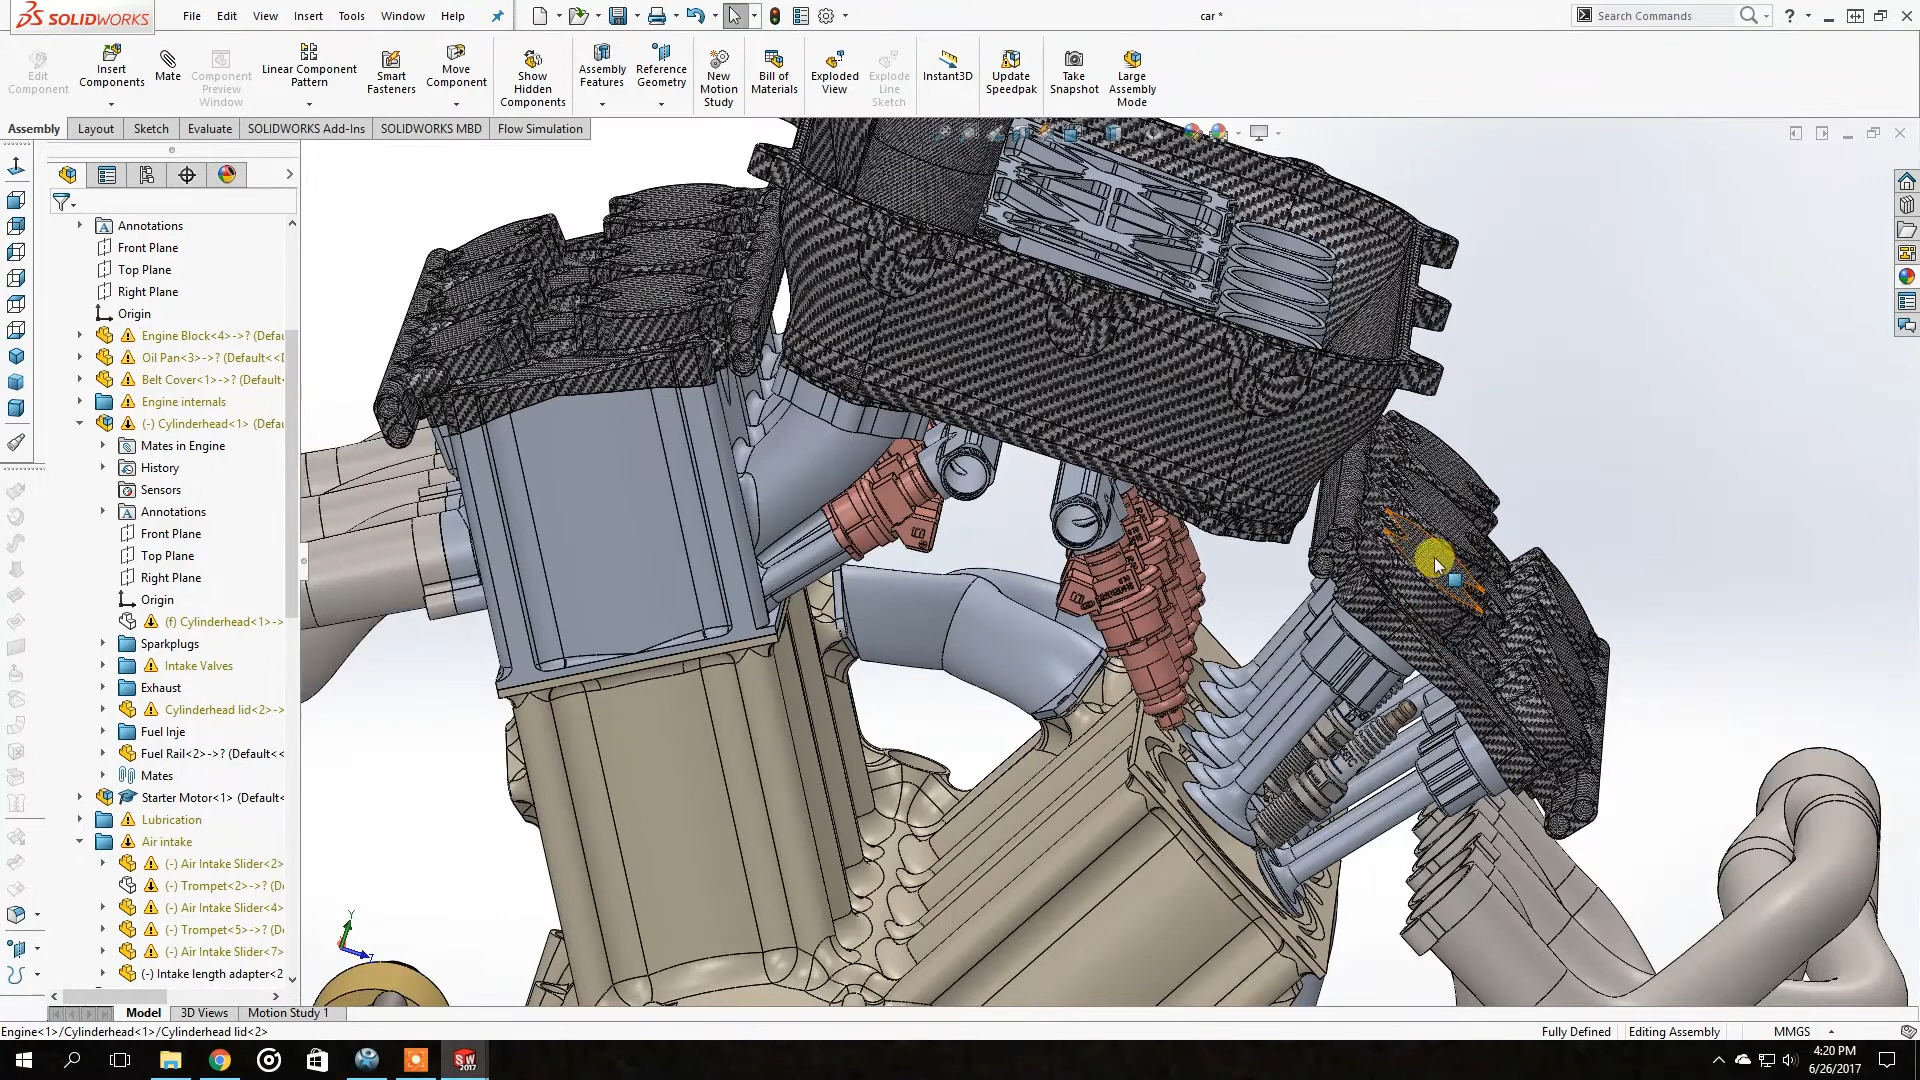 SOLIDWORKS
File Edit View Insert Tools Window Help
car *
Search Commands
Edit Component
Insert Components
Mate
Component Preview Window
Linear Component Pattern
Smart Fasteners
Move Component
Show Hidden Components
Assembly Features
Reference Geometry
New Motion Study
Bill of Materials
Exploded View
Explode Line Sketch
Instant3D
Update Speedpak
Take Snapshot
Large Assembly Mode
Assembly Layout Sketch Evaluate SOLIDWORKS Add-Ins SOLIDWORKS MBD Flow Simulation
Annotations
Front Plane
Top Plane
Right Plane
Origin
Engine Block<4>->? (Defau
Oil Pan<3>->? (Default<<D
Belt Cover<1>->? (Default<
Engine internals
(-) Cylinderhead<1> (Defau
Mates in Engine
History
Sensors
Annotations
Front Plane
Top Plane
Right Plane
Origin
(f) Cylinderhead<1>->
Sparkplugs
Intake Valves
Exhaust
Cylinderhead lid<2>->
Fuel Inje
Fuel Rail<2>->? (Default<<
Mates
Starter Motor<1> (Default<
Lubrication
Air intake
(-) Air Intake Slider<2>
(-) Trompet<2>->? (De
(-) Air Intake Slider<4>
(-) Trompet<5>->? (De
(-) Air Intake Slider<7>
(-) Intake length adapter<2
Y
Z
Model 3D Views Motion Study 1
Engine<1>/Cylinderhead<1>/Cylinderhead lid<2>
Fully Defined Editing Assembly MMGS
SW
2017
4:20 PM
6/26/2017